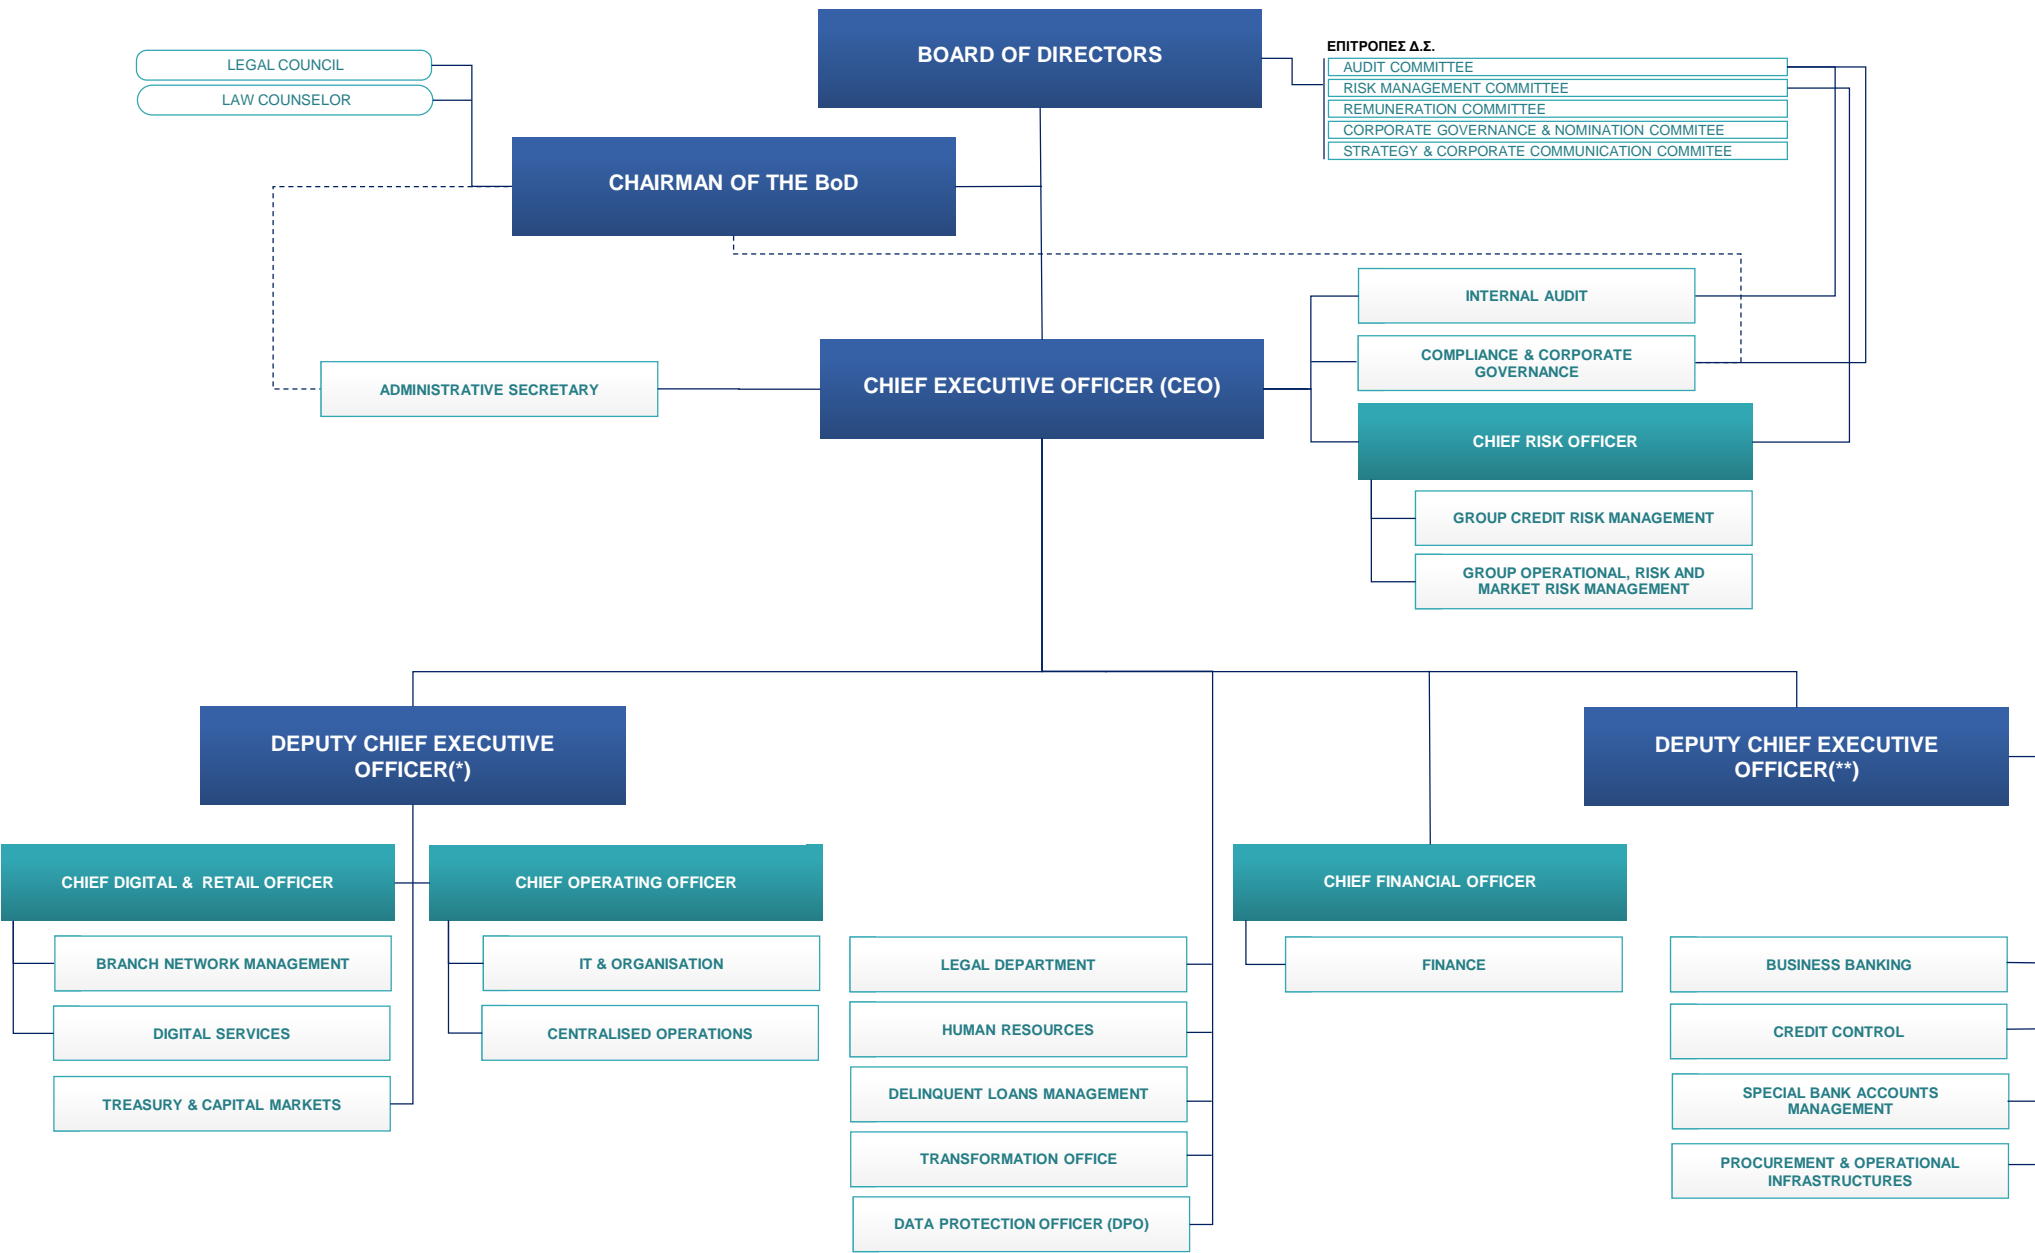 BOARD OF DIRECTORS
ΕΠΙΤΡΟΠΕΣ Δ.Σ.
AUDIT COMMITTEE
RISK MANAGEMENT COMMITTEE
REMUNERATION COMMITTEE
CORPORATE GOVERNANCE & NOMINATION COMMITEE
STRATEGY & CORPORATE COMMUNICATION COMMITEE
LEGAL COUNCIL
LAW COUNSELOR
CHAIRMAN OF THE BoD
INTERNAL AUDIT
COMPLIANCE & CORPORATE
GOVERNANCE
ADMINISTRATIVE SECRETARY
CHIEF EXECUTIVE OFFICER (CEO)
CHIEF RISK OFFICER
GROUP CREDIT RISK MANAGEMENT
GROUP OPERATIONAL, RISK AND
MARKET RISK MANAGEMENT
DEPUTY CHIEF EXECUTIVE
OFFICER(*)
DEPUTY CHIEF EXECUTIVE
OFFICER(**)
CHIEF DIGITAL & RETAIL OFFICER
CHIEF OPERATING OFFICER
CHIEF FINANCIAL OFFICER
BRANCH NETWORK MANAGEMENT
DIGITAL SERVICES
TREASURY & CAPITAL MARKETS
IT & ORGANISATION
CENTRALISED OPERATIONS
LEGAL DEPARTMENT
HUMAN RESOURCES
DELINQUENT LOANS MANAGEMENT
TRANSFORMATION OFFICE
DATA PROTECTION OFFICER (DPO)
FINANCE
BUSINESS BANKING
CREDIT CONTROL
SPECIAL BANK ACCOUNTS
MANAGEMENT
PROCUREMENT & OPERATIONAL
INFRASTRUCTURES